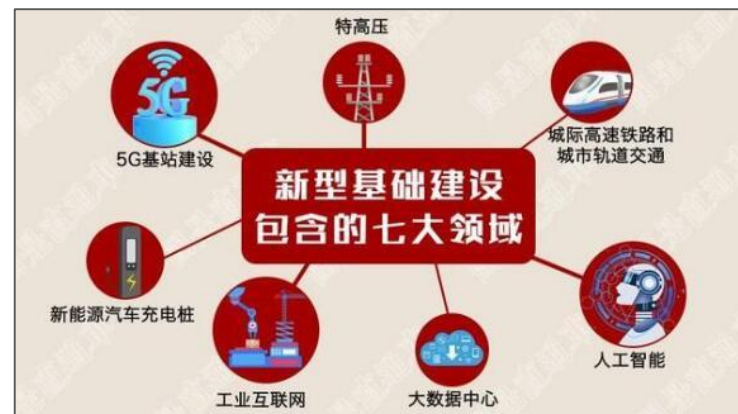 特高压
5G
5G基站建设
城际高速铁路和
城市轨道交通
新型基础建设
包含的七大领域
新能源汽车充电桩
人工智能
工业互联网
大数据中心